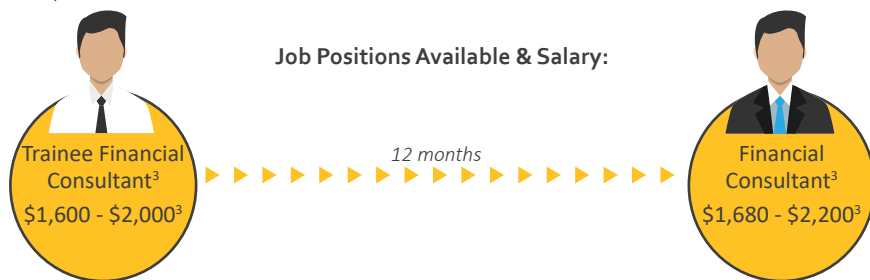 Job Positions Available & Salary:
Trainee Financial
Consultant³
$1,600 - $2,000³
12 months
Financial
Consultant³
$1,680 - $2,200³